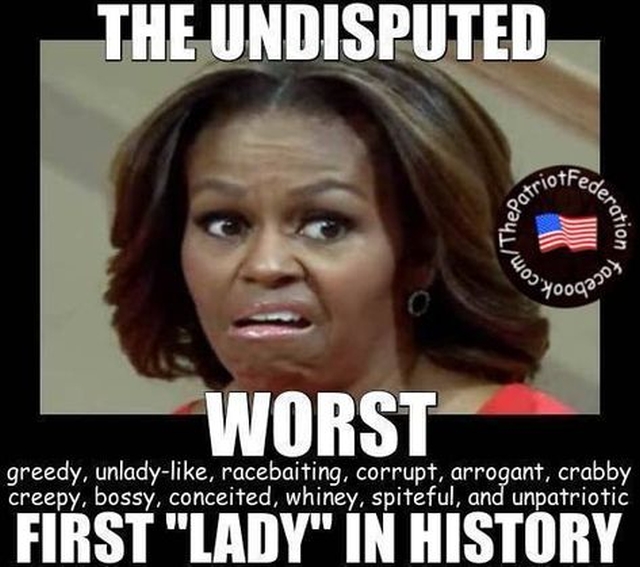 THE UNDISPUTED
facebook.com/ThePatriotFederation
WORST
greedy, unlady-like, racebaiting, corrupt, arrogant, crabby
creepy, bossy, conceited, whiney, spiteful, and unpatriotic
FIRST "LADY" IN HISTORY